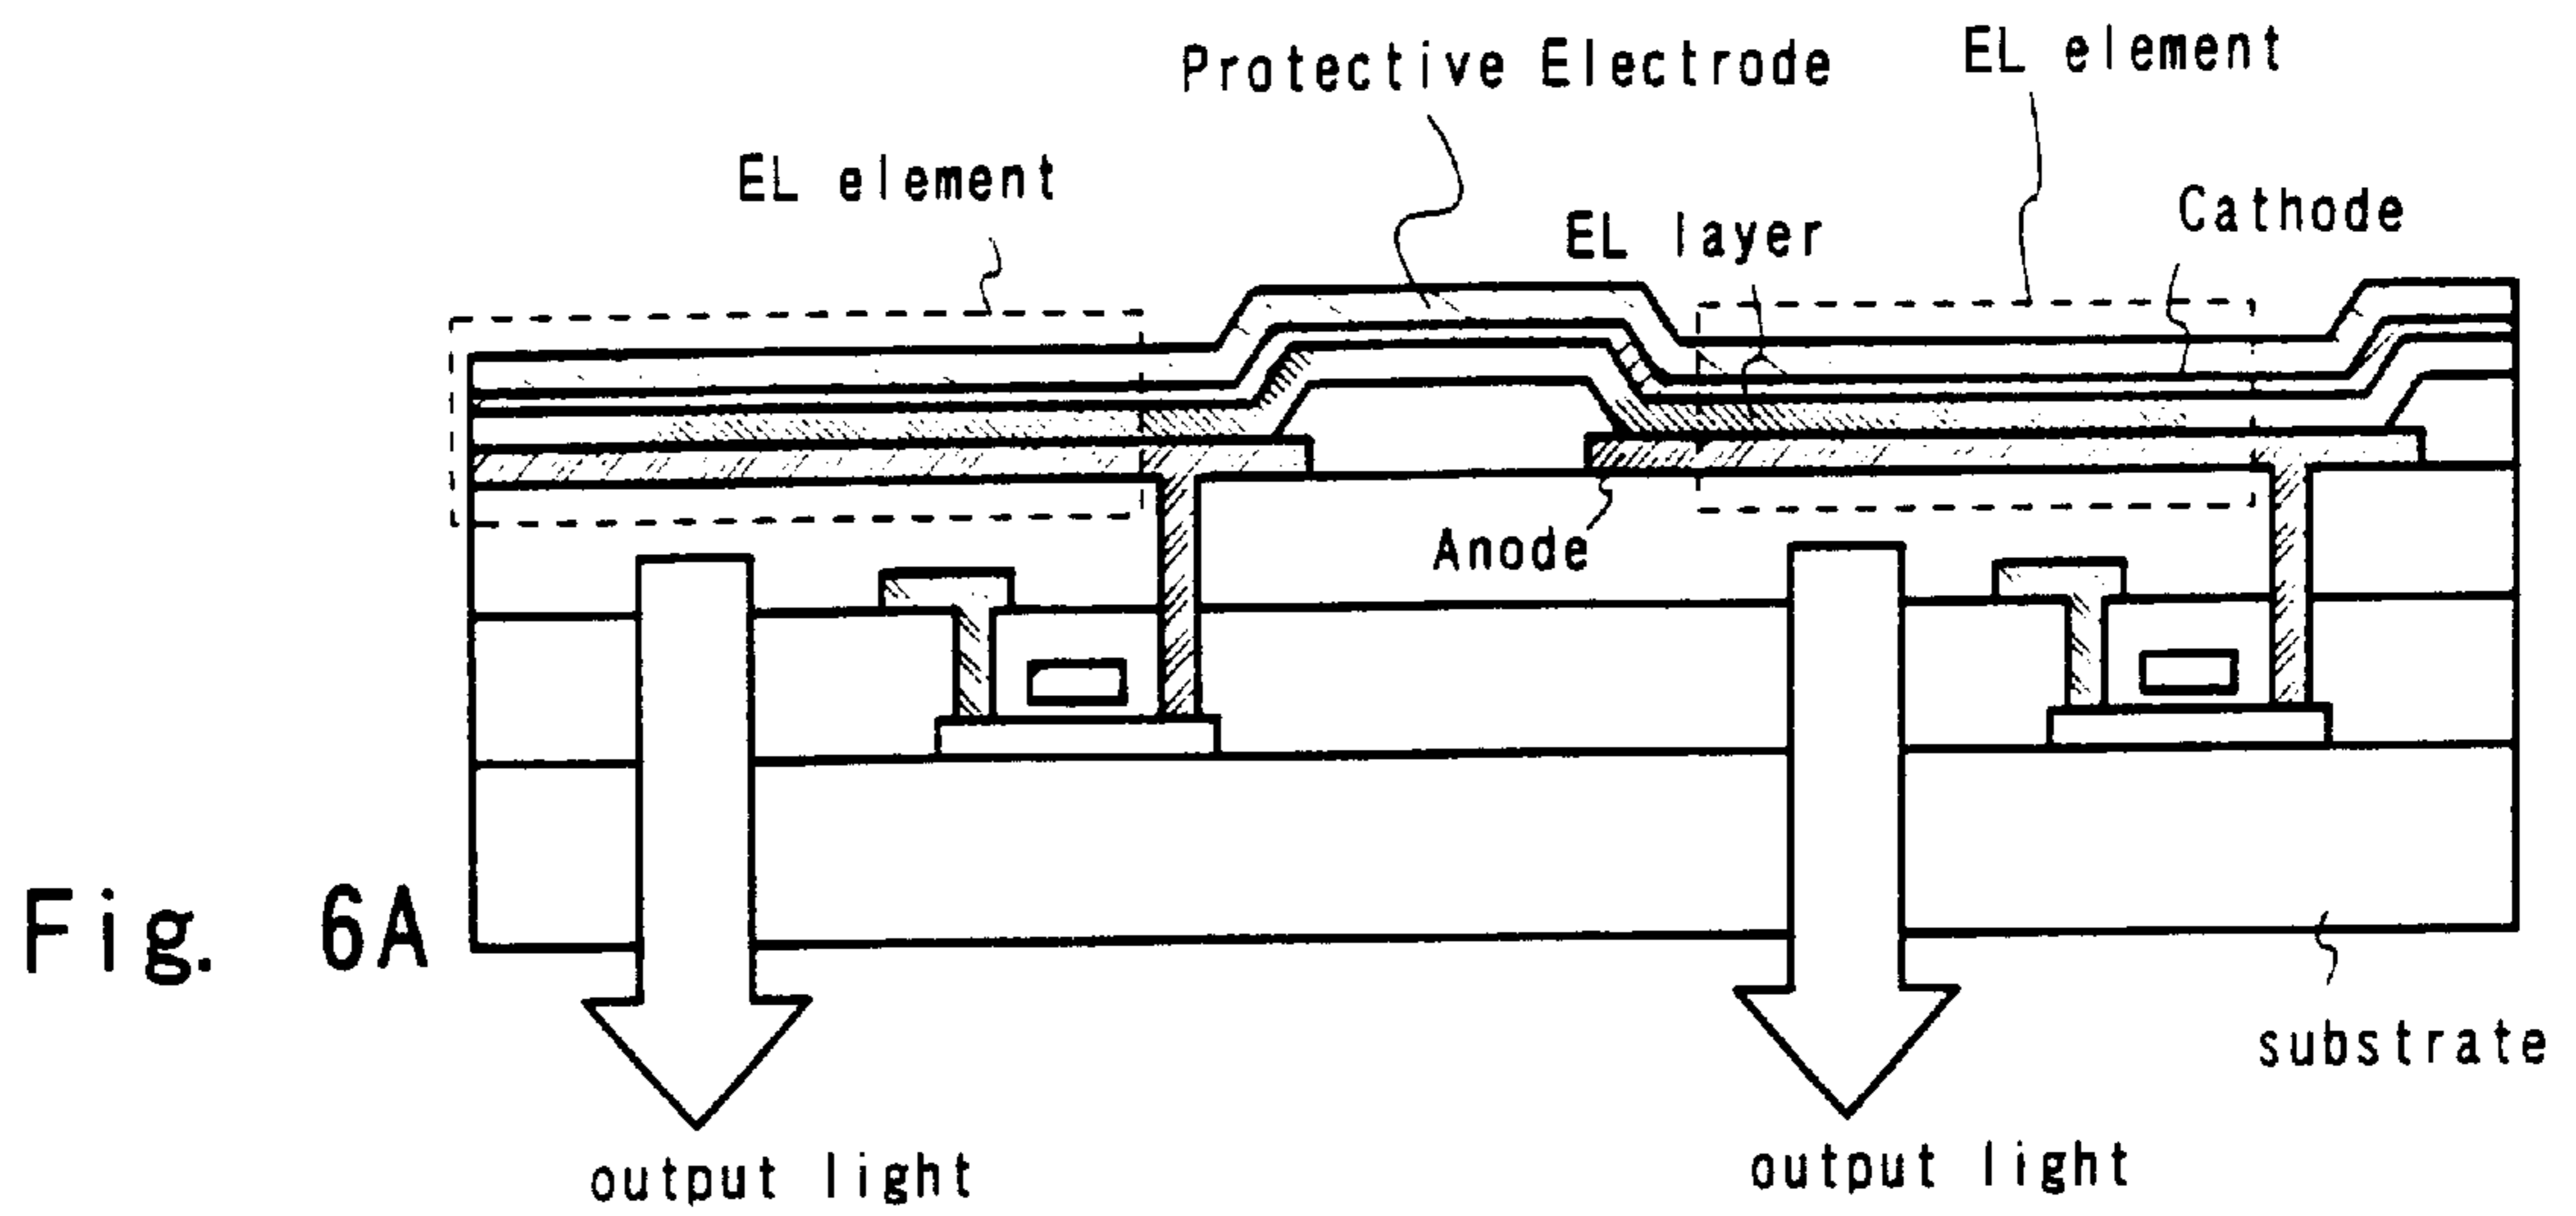 Protective Electrode
EL element
EL element
EL layer
Cathode
Anode
Fig. 6A
substrate
output light
output light